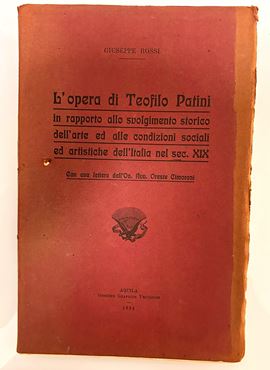 GIUSEPPE ROSSI
L'opera di Teofilo Patini
in rapporto allo svolgimento storico
dell'arte ed alle condizioni sociali
ed artistiche dell'Italia nel sec. XIX
Con una lettera dell'On. Avv. Oreste
AQUILA